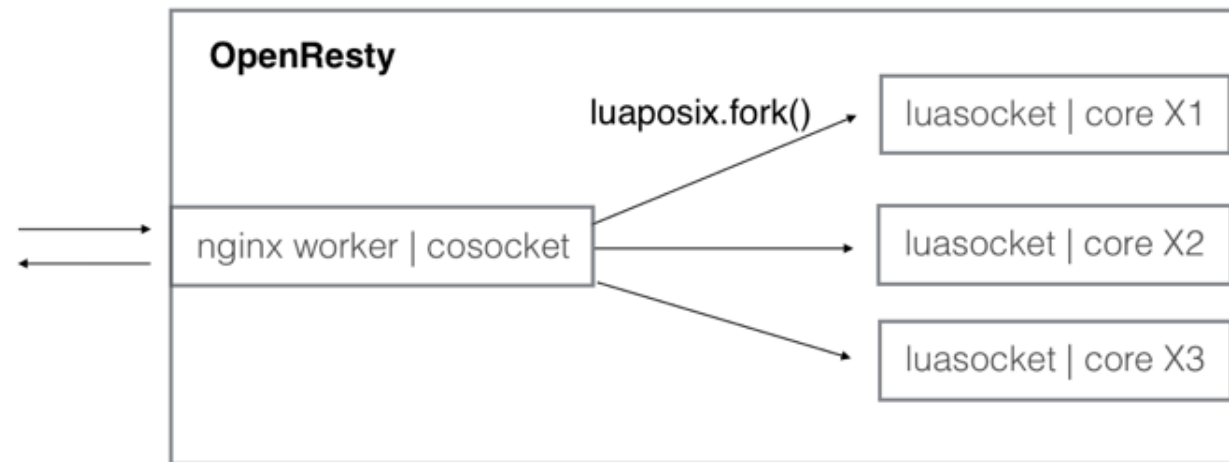 OpenResty
luaposix.fork()
luasocket | core X1
nginx worker | cosocket
luasocket | core X2
luasocket | core X3